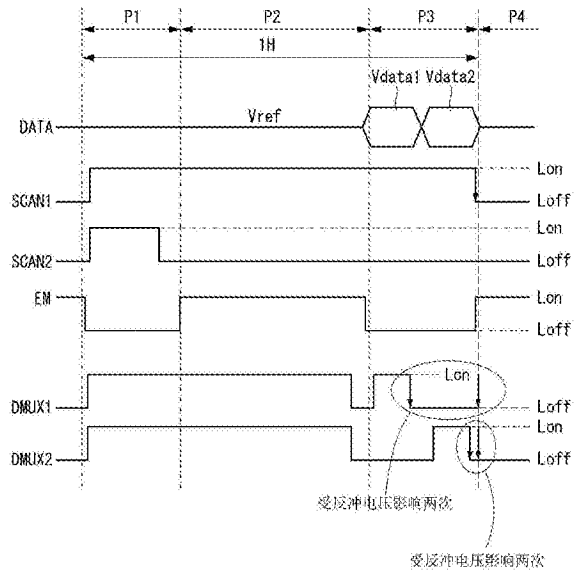 P1 P2 P3 P4
1H
Vdata1 Vdata2
DATA Vref
Lon
SCAN1 Loff
Lon
SCAN2 Loff
EM Lon
Loff
Lon
DMUX1 Loff
Lon
DMUX2 Loff
受反冲电压影响两次
受反冲电压影响两次